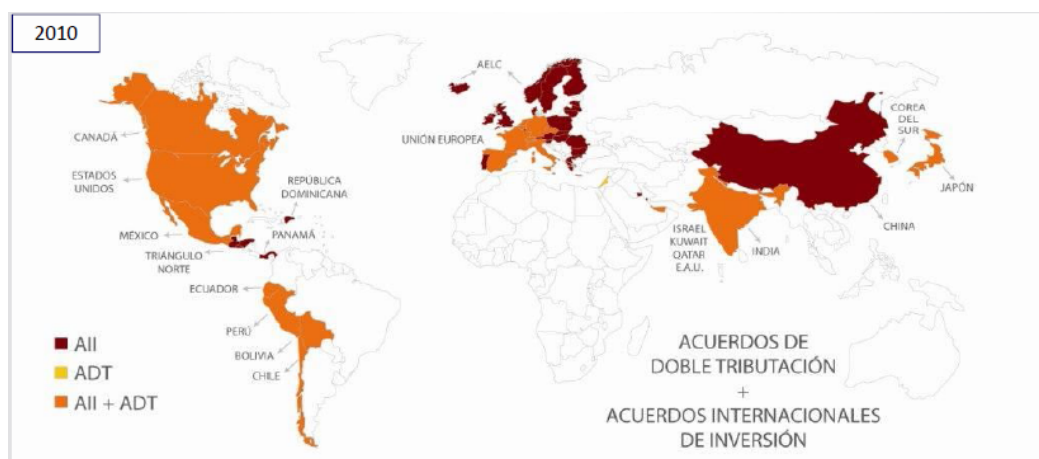 2010
AELC
CANADÁ
UNIÓN EUROPEA
COREA
DEL
SUR
ESTADOS
UNIDOS
REPÚBLICA
DOMINICANA
JAPÓN
MÉXICO
PANAMÁ
CHINA
TRIÁNGULO
NORTE
ISRAEL
KUWAIT
QATAR
E.A.U.
INDIA
ECUADOR
PERÚ
BOLIVIA
CHILE
AII
ADT
AII + ADT
ACUERDOS DE
DOBLE TRIBUTACIÓN
+
ACUERDOS INTERNACIONALES
DE INVERSIÓN